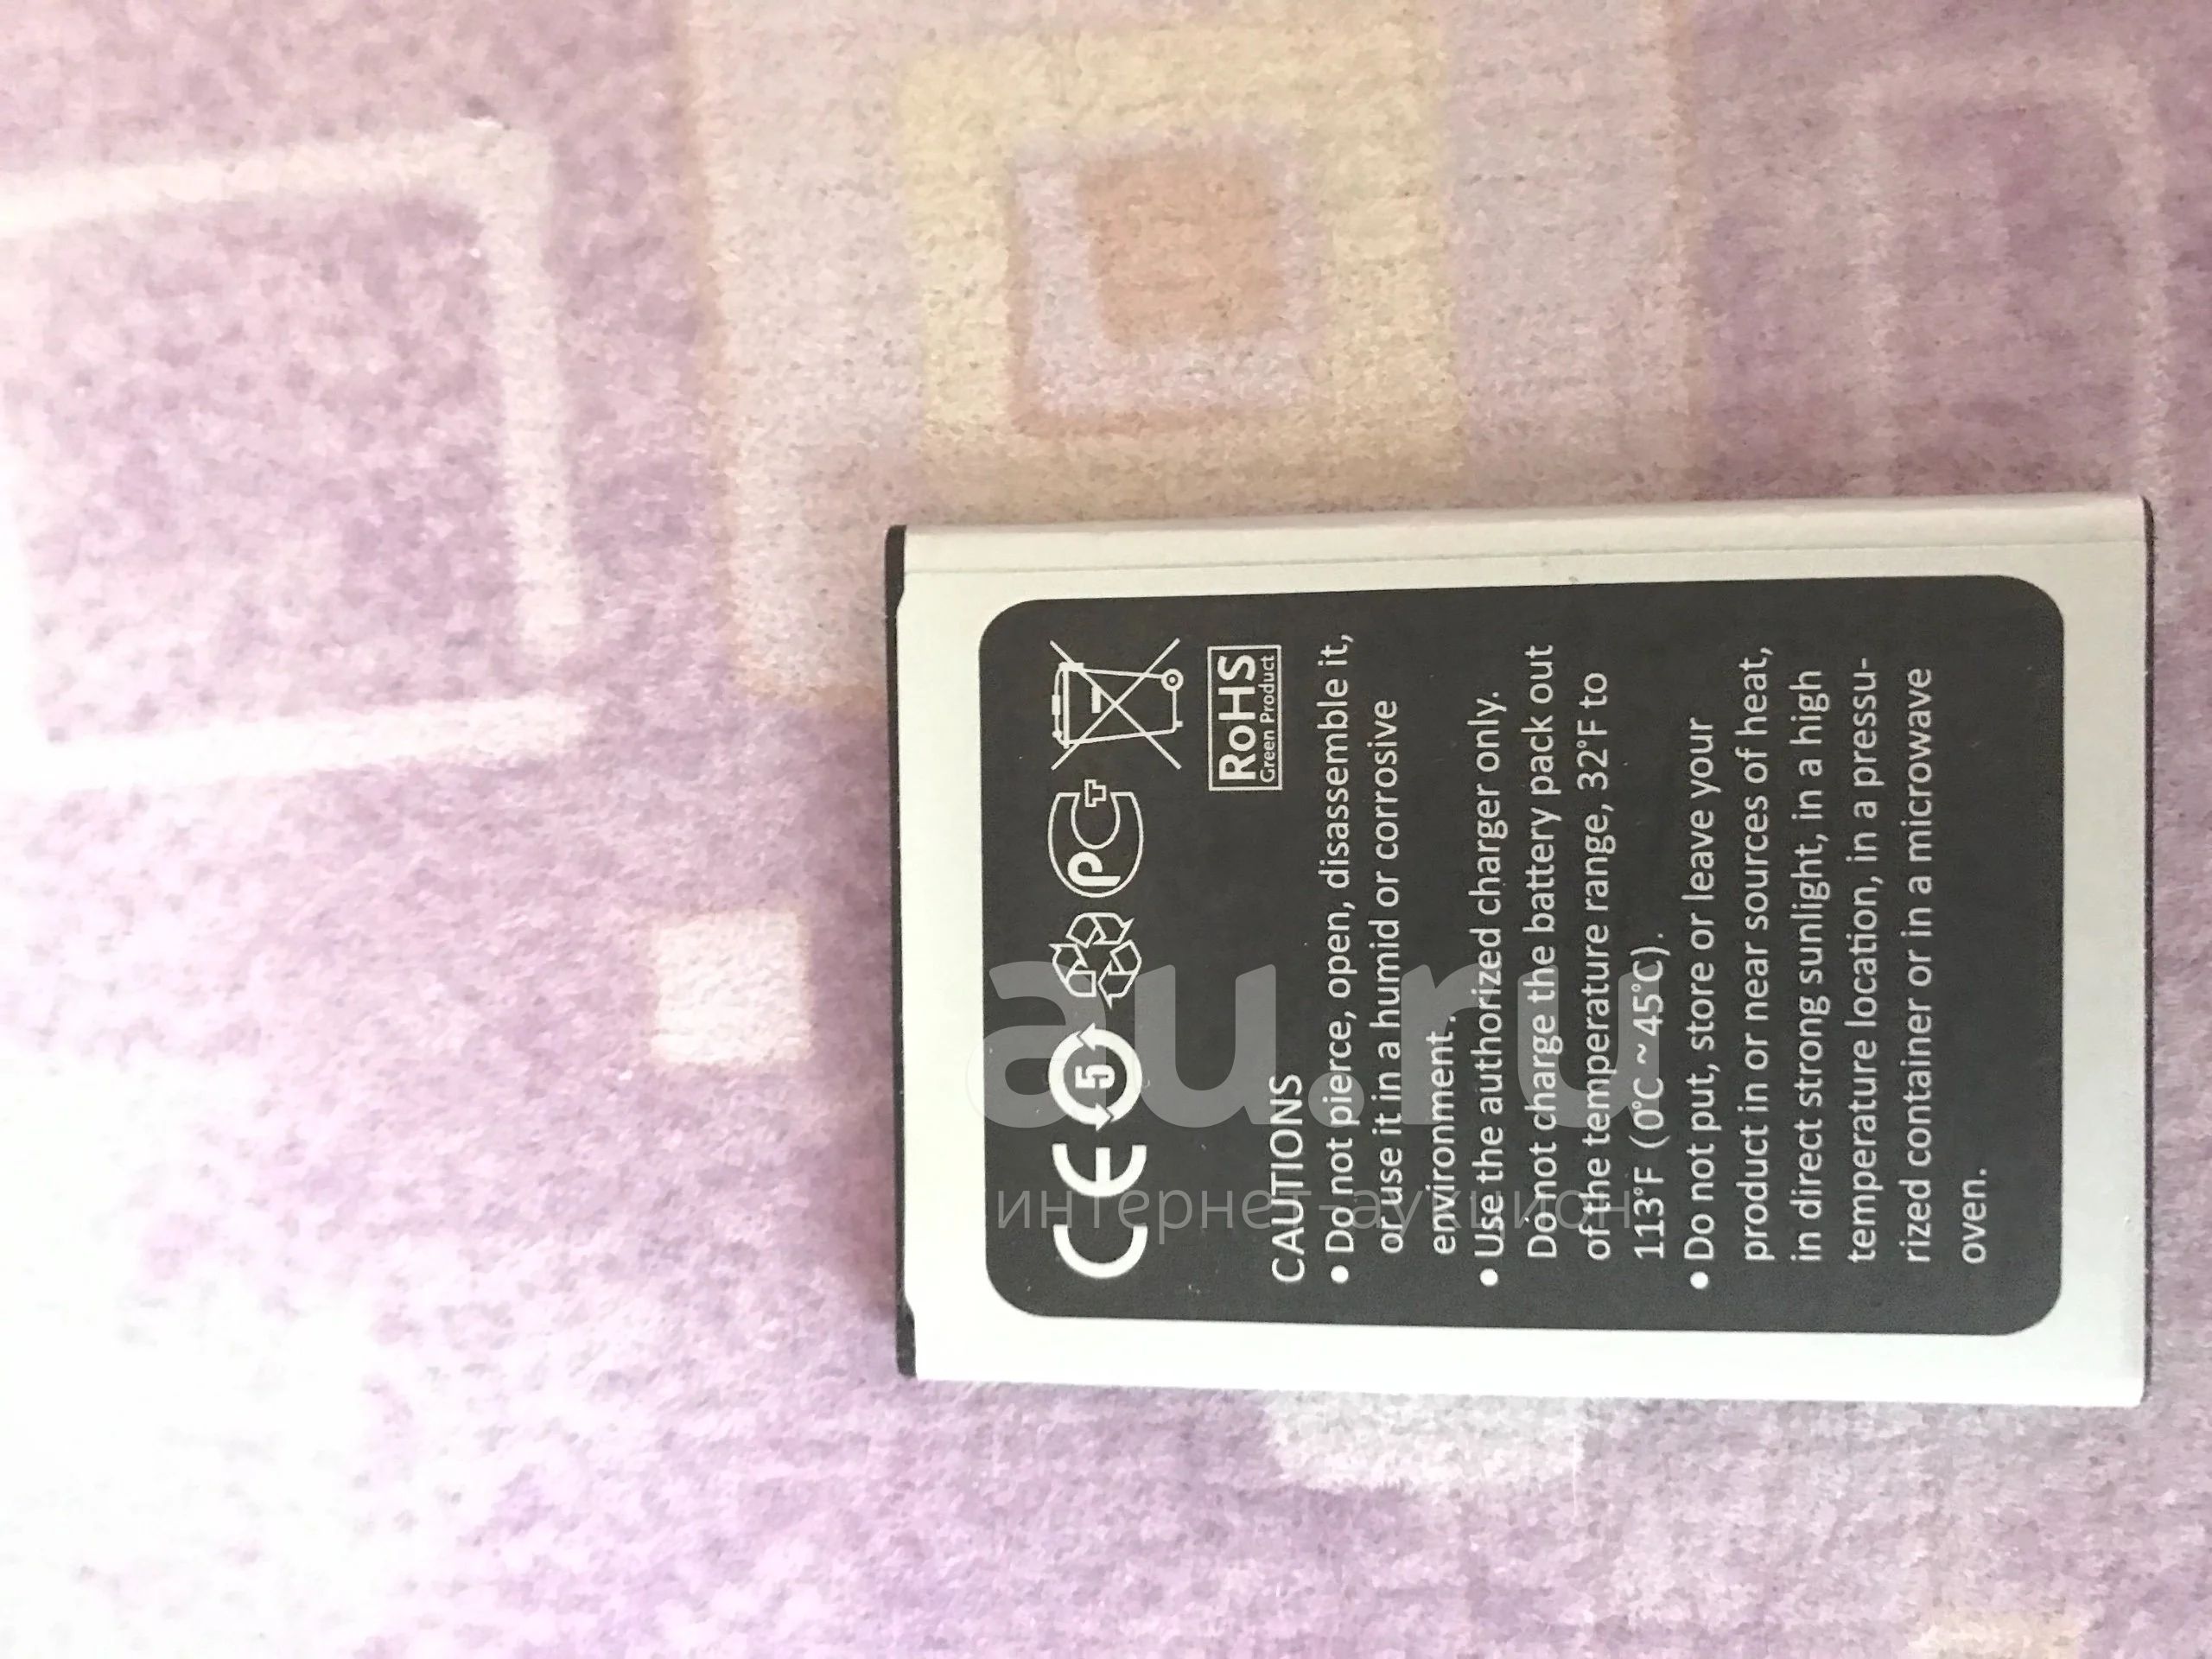 CE 5 PCT
RoHS
Green Product
CAUTIONS
• Do not pierce, open, disassemble it,
or use it in a humid or corrosive
environment .
• Use the authorized charger only.
Do not charge the battery pack out
of the temperature range, 32°F to
113°F (0°C ~ 45°C).
• Do not put, store or leave your
product in or near sources of heat,
in direct strong sunlight, in a high
temperature location, in a pressu-
rized container or in a microwave
oven.
au.ru
интернет-аукцион